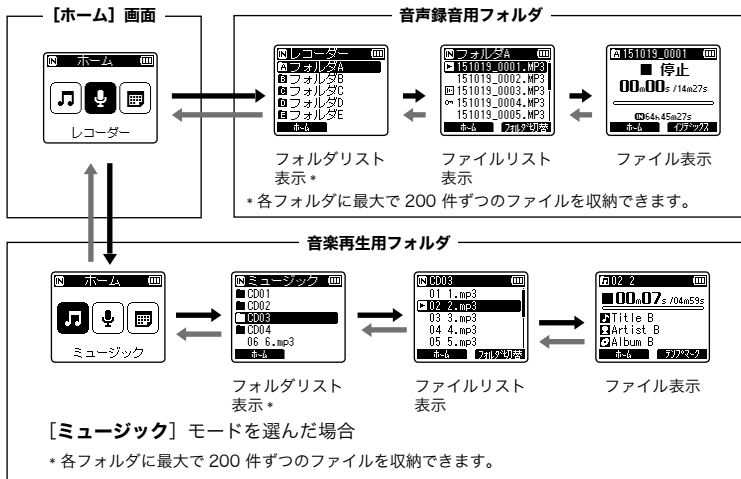 ［ホーム］画面
音声録音用フォルダ
ホーム
レコーダー
レコーダー
フォルダA
フォルダB
フォルダC
フォルダD
フォルダE
ホーム
フォルダA
151019_0001.MP3
151019_0002.MP3
151019_0003.MP3
151019_0004.MP3
151019_0005.MP3
ホーム フォルダ切替
151019_0001
停止
00m00s /14m27s
64h45m27s
ホーム インデックス
フォルダリスト
表示*
ファイルリスト
表示
ファイル表示
* 各フォルダに最大で 200 件ずつのファイルを収納できます。
音楽再生用フォルダ
ホーム
ミュージック
ミュージック
CD01
CD02
CD03
CD04
06 6.mp3
ホーム
CD03
01 1.mp3
02 2.mp3
03 3.mp3
04 4.mp3
05 5.mp3
ホーム フォルダ切替
02 2
00m07s /04m59s
Title B
Artist B
Album B
ホーム テンプマーク
フォルダリスト
表示*
ファイルリスト
表示
ファイル表示
［ミュージック］モードを選んだ場合
* 各フォルダに最大で 200 件ずつのファイルを収納できます。